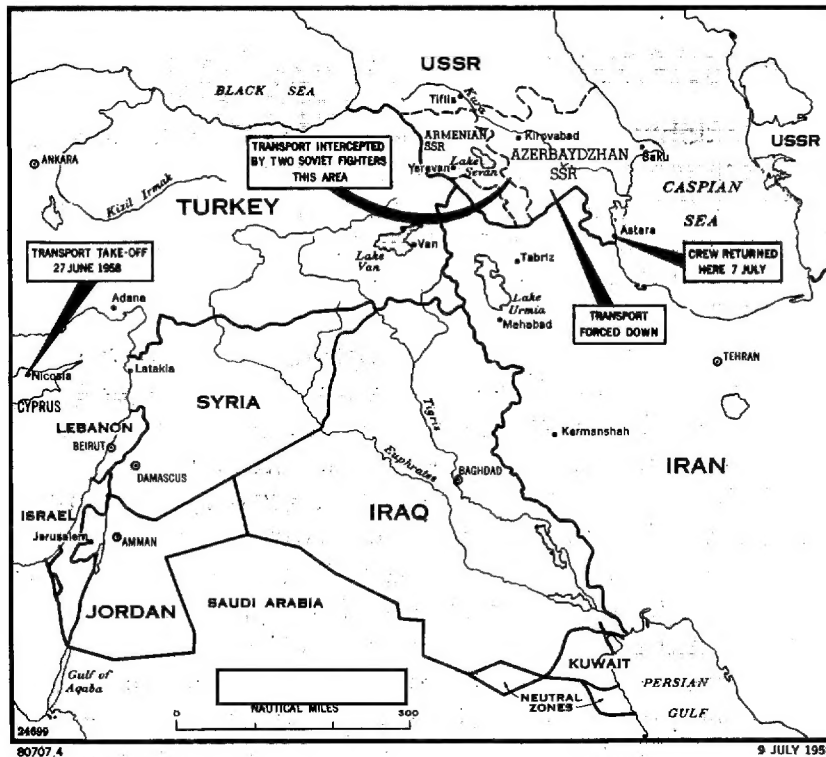 USSR
BLACK SEA
Tiflis
Kura
Kirovabad
ARMENIAN
SSR
TRANSPORT INTERCEPTED
BY TWO SOVIET FIGHTERS
THIS AREA
Lake
Sevan
AZERBAYDZHAN
SSR
Baku
USSR
ANKARA
Yerevan
CASPIAN
SEA
Kizil Irmak
TURKEY
Astara
Van
Lake
Van
Tabriz
CREW RETURNED
HERE 7 JULY
TRANSPORT TAKE-OFF
27 JUNE 1958
Adana
Lake
Urmia
Mehabad
TRANSPORT
FORCED DOWN
TEHRAN
Nicosia
CYPRUS
Latakia
SYRIA
Tigris
LEBANON
BEIRUT
Kermanshah
DAMASCUS
Euphrates
BAGHDAD
IRAN
ISRAEL
Jerusalem
AMMAN
IRAQ
JORDAN
SAUDI ARABIA
KUWAIT
Gulf of
Aqaba
NEUTRAL
ZONES
PERSIAN
GULF
NAUTICAL MILES
0
300
24699
80707.4
9 JULY 195